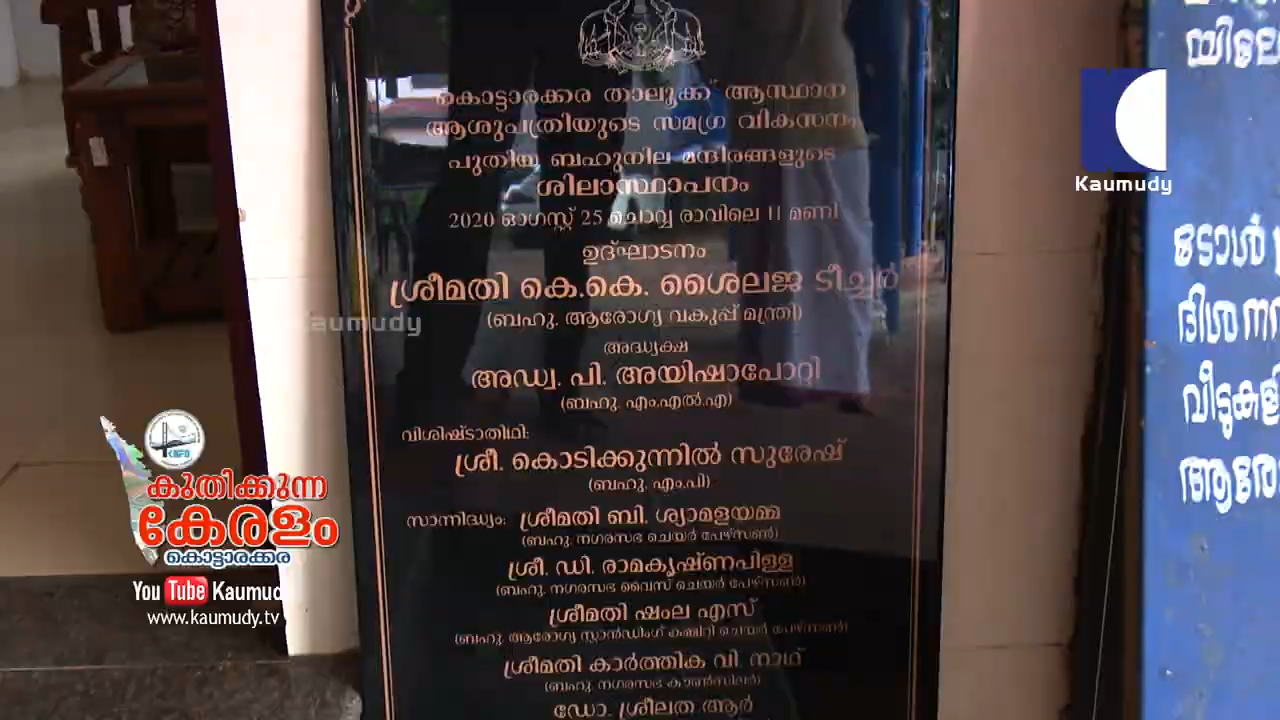 കൊട്ടാരക്കര താലൂക്ക് ആസ്ഥാന
ആശുപത്രിയുടെ സമഗ്ര വികസനം
പുതിയ ബഹുനില മന്ദിരങ്ങളുടെ
ശിലാസ്ഥാപനം
2020 ഓഗസ്റ്റ് 25 ചൊവ്വ രാവിലെ 11 മണി
ഉദ്ഘാടനം
ശ്രീമതി കെ.കെ. ശൈലജ ടീച്ചർ
(ബഹു. ആരോഗ്യ വകുപ്പ് മന്ത്രി)
അദ്ധ്യക്ഷ
അഡ്വ. പി. അയിഷാപോറ്റി
(ബഹു. എം.എൽ.എ)
വിശിഷ്ടാതിഥി:
ശ്രീ. കൊടിക്കുന്നിൽ സുരേഷ്
(ബഹു. എം.പി)
സാന്നിദ്ധ്യം: ശ്രീമതി ബി. ശ്യാമളയമ്മ
(ബഹു. നഗരസഭ ചെയർ പേഴ്സൺ)
ശ്രീ. ഡി. രാമകൃഷ്ണപിള്ള
(ബഹു. നഗരസഭ വൈസ് ചെയർ പേഴ്സൺ)
ശ്രീമതി ഷംല എസ്
(ബഹു. ആരോഗ്യ സ്റ്റാൻഡിംഗ് കമ്മിറ്റി ചെയർ പേഴ്സൺ)
ശ്രീമതി കാർത്തിക വി. നാഥ്
(ബഹു. നഗരസഭ കൗൺസിലർ)
ഡോ. ശ്രീലത ആർ
Kaumudy
Kaumudy
കുതിക്കുന്ന
കേരളം
കൊട്ടാരക്കര
You Tube Kaumud
www.kaumudy.tv
ദിശ
വീടുകളി